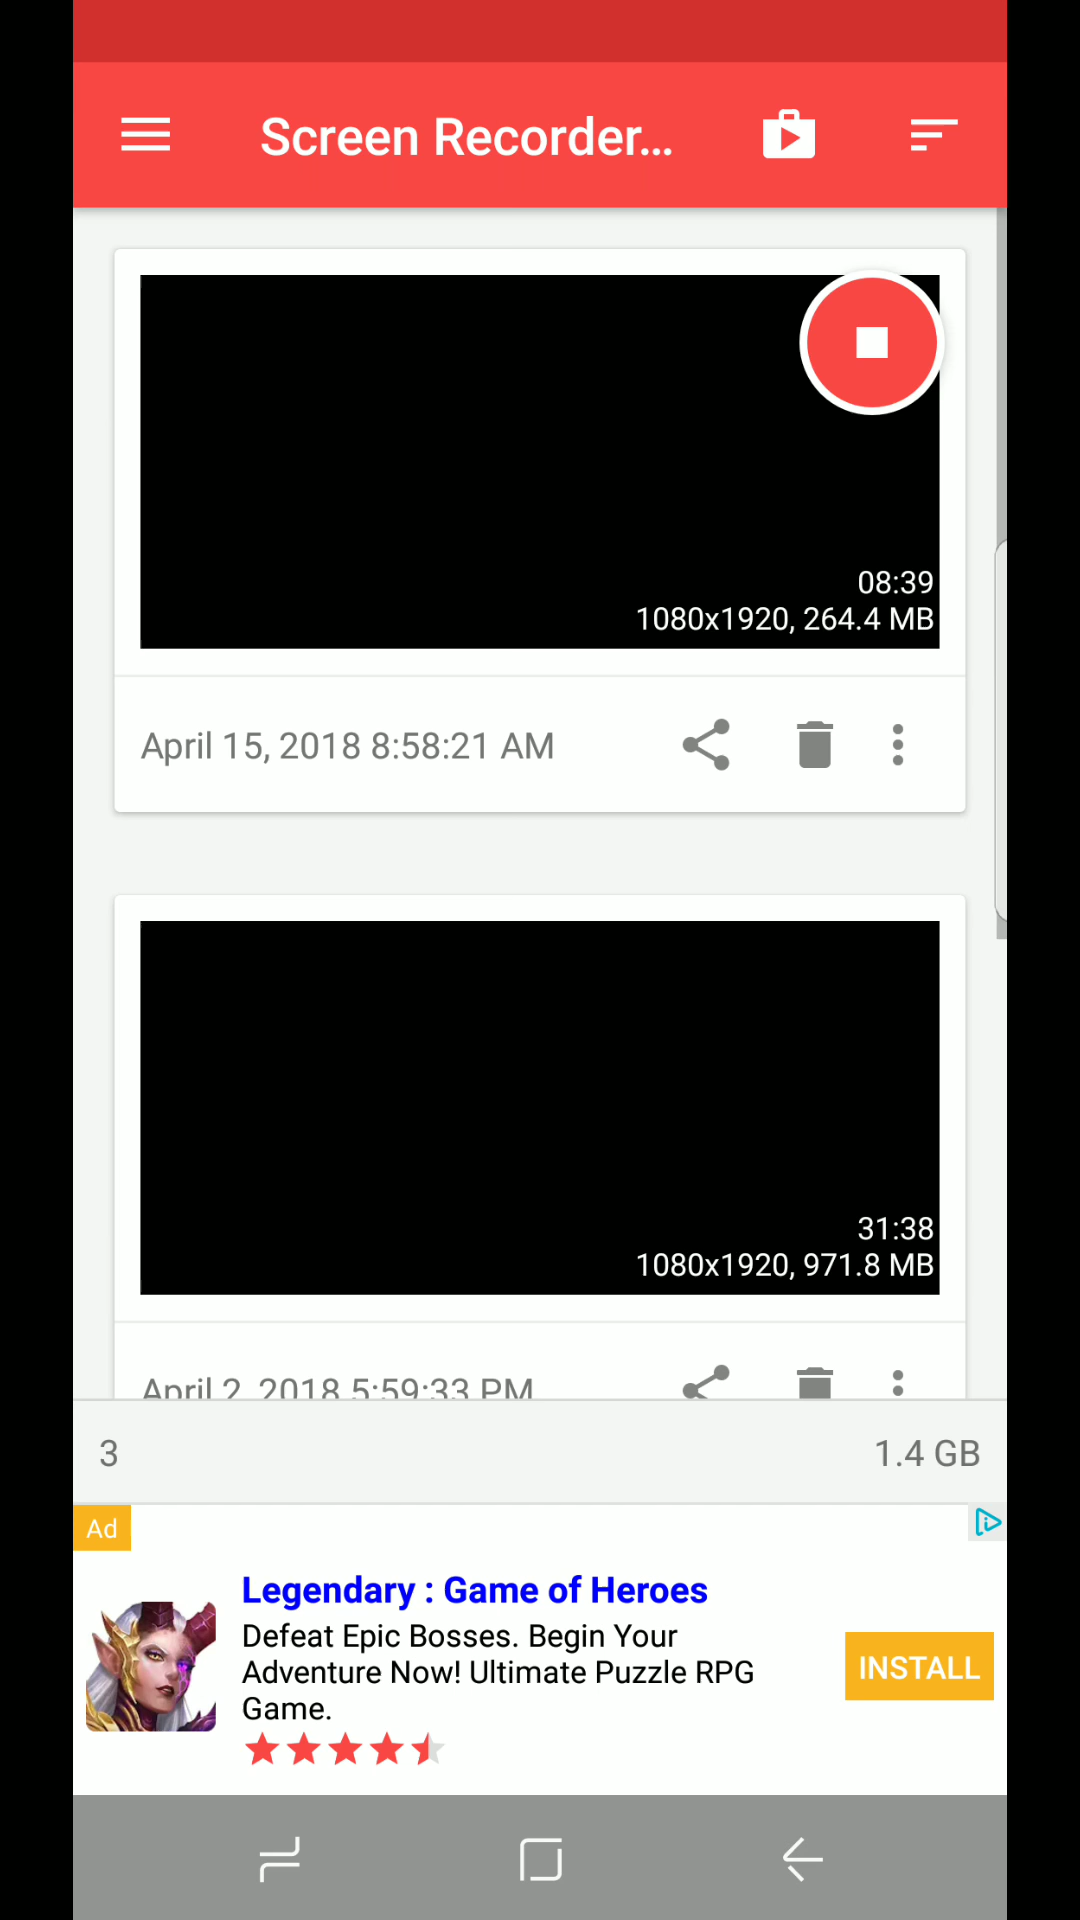 Screen Recorder...
08:39
1080x1920, 264.4 MB
April 15, 2018 8:58:21 AM
31:38
1080x1920, 971.8 MB
April 2, 2018 5:59:33 PM
3
1.4 GB
Ad
Legendary : Game of Heroes
Defeat Epic Bosses. Begin Your
Adventure Now! Ultimate Puzzle RPG
Game.
INSTALL